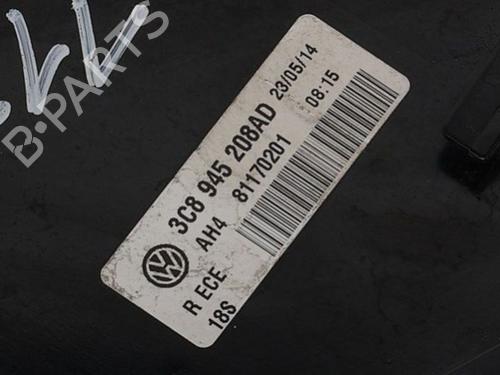 B-PARTS
3C8 945 208AD 23/05/14
AH4 81170201 08:15
R ECE
18S